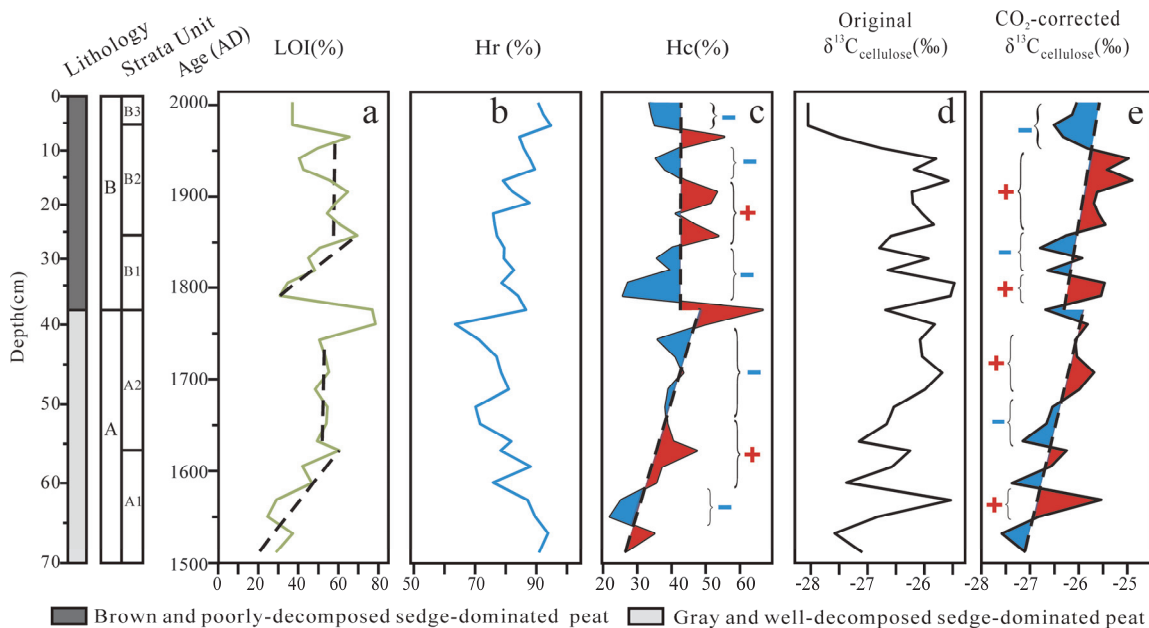 Lithology
Strata Unit
Age (AD)
LOI(%)
Hr (%)
Hc(%)
Original
δ¹³C_cellulose(‰)
CO₂-corrected
δ¹³C_cellulose(‰)
a
b
c
d
e
Depth(cm)
0
10
20
30
40
50
60
70
B
A
B3
B2
B1
A2
A1
2000
1900
1800
1700
1600
1500
− − + − − + −
− + − + + − +
0 20 40 60 80
50 70 90
20 30 40 50 60
-28 -27 -26 -25
-28 -27 -26 -25
Brown and poorly-decomposed sedge-dominated peat
Gray and well-decomposed sedge-dominated peat